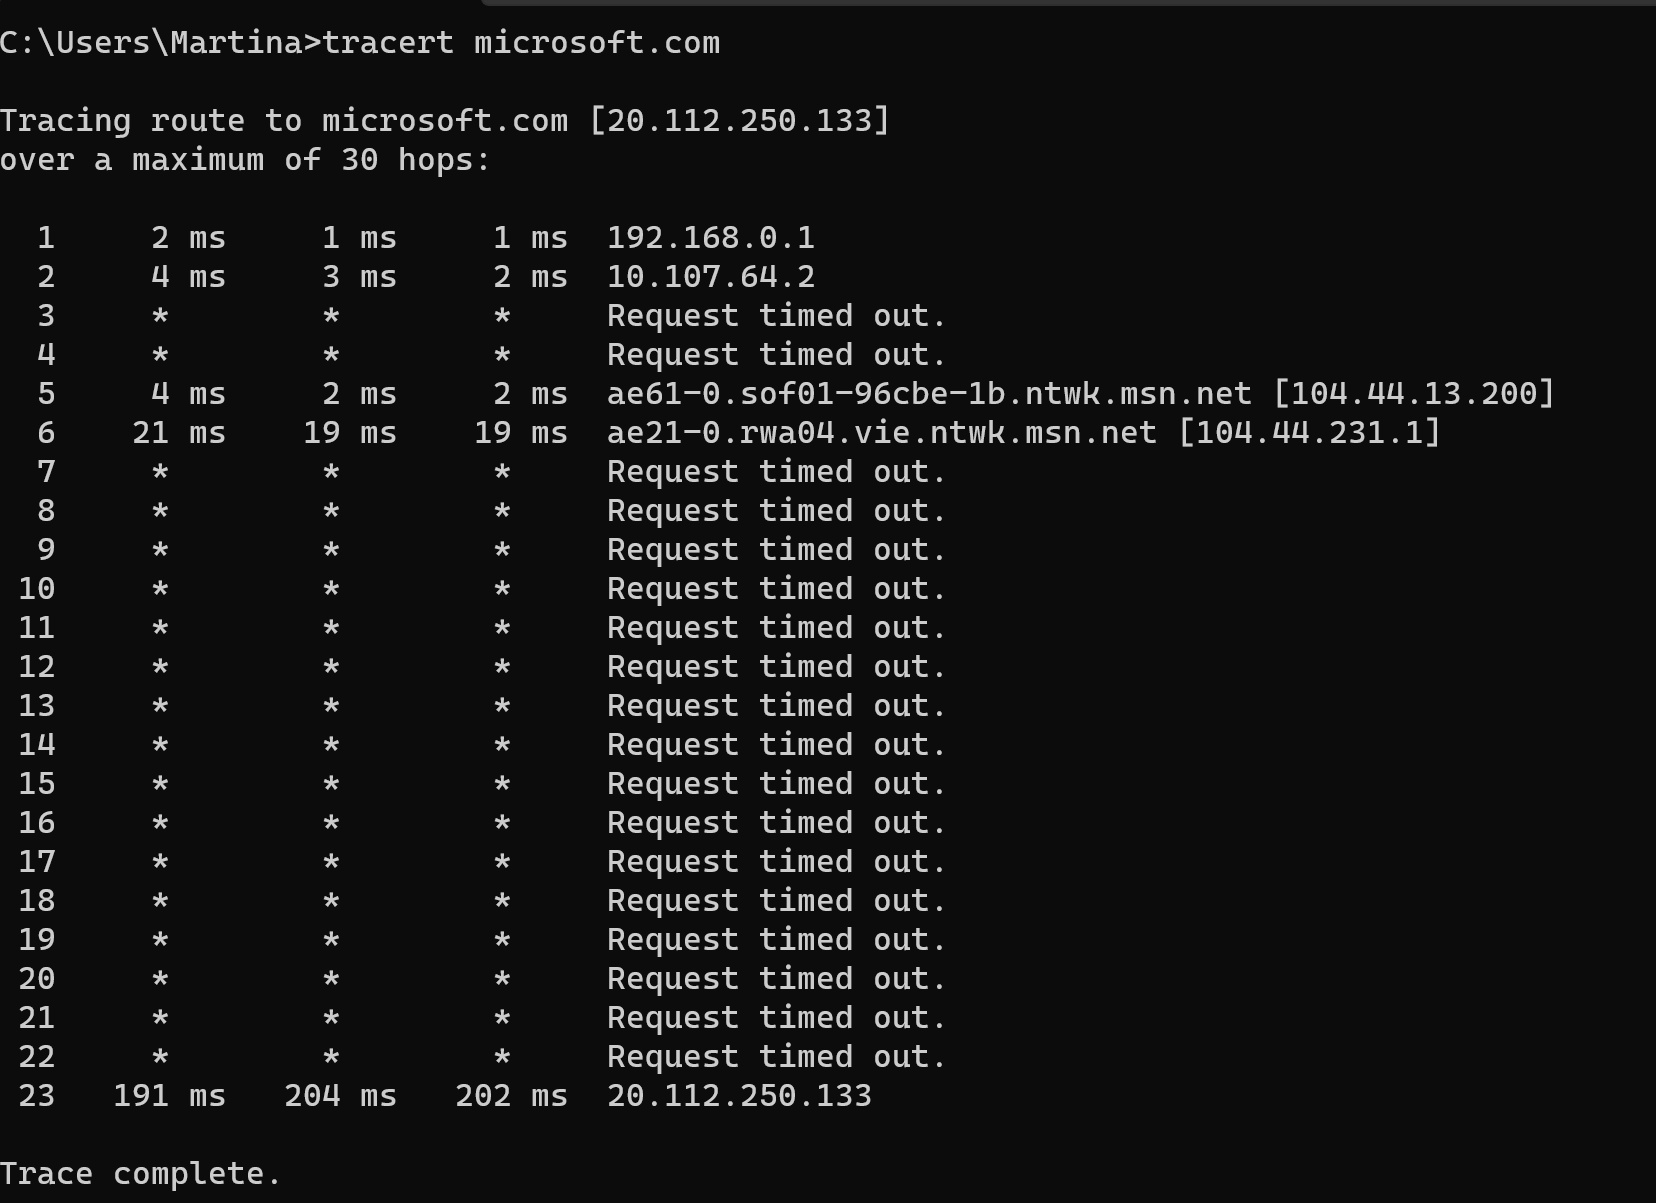 C:\Users\Martina>tracert microsoft.com
Tracing route to microsoft.com [20.112.250.133]
over a maximum of 30 hops:
1 2 ms 1 ms 1 ms 192.168.0.1
2 4 ms 3 ms 2 ms 10.107.64.2
3 * * * Request timed out.
4 * * * Request timed out.
5 4 ms 2 ms 2 ms ae61-0.sof01-96cbe-1b.ntwk.msn.net [104.44.13.200]
6 21 ms 19 ms 19 ms ae21-0.rwa04.vie.ntwk.msn.net [104.44.231.1]
7 * * * Request timed out.
8 * * * Request timed out.
9 * * * Request timed out.
10 * * * Request timed out.
11 * * * Request timed out.
12 * * * Request timed out.
13 * * * Request timed out.
14 * * * Request timed out.
15 * * * Request timed out.
16 * * * Request timed out.
17 * * * Request timed out.
18 * * * Request timed out.
19 * * * Request timed out.
20 * * * Request timed out.
21 * * * Request timed out.
22 * * * Request timed out.
23 191 ms 204 ms 202 ms 20.112.250.133
Trace complete.